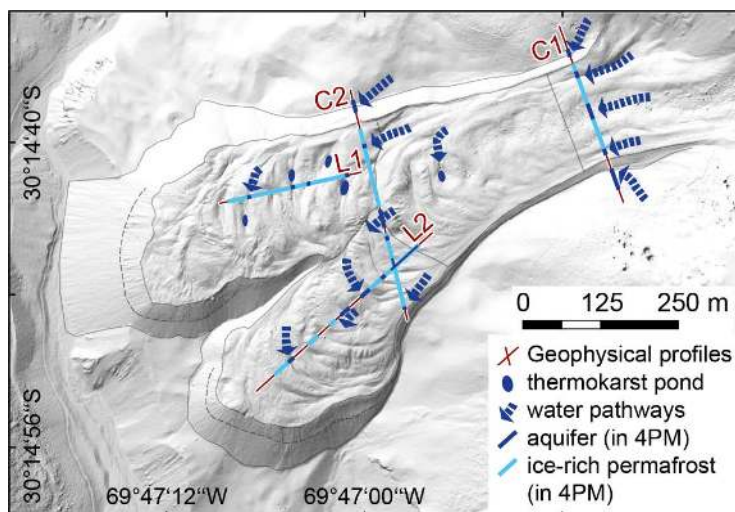 C1
C2
30°14'40"S
L1
L2
0 125 250 m
Geophysical profiles
thermokarst pond
water pathways
aquifer (in 4PM)
ice-rich permafrost
(in 4PM)
30°14'56"S
69°47'12"W 69°47'00"W